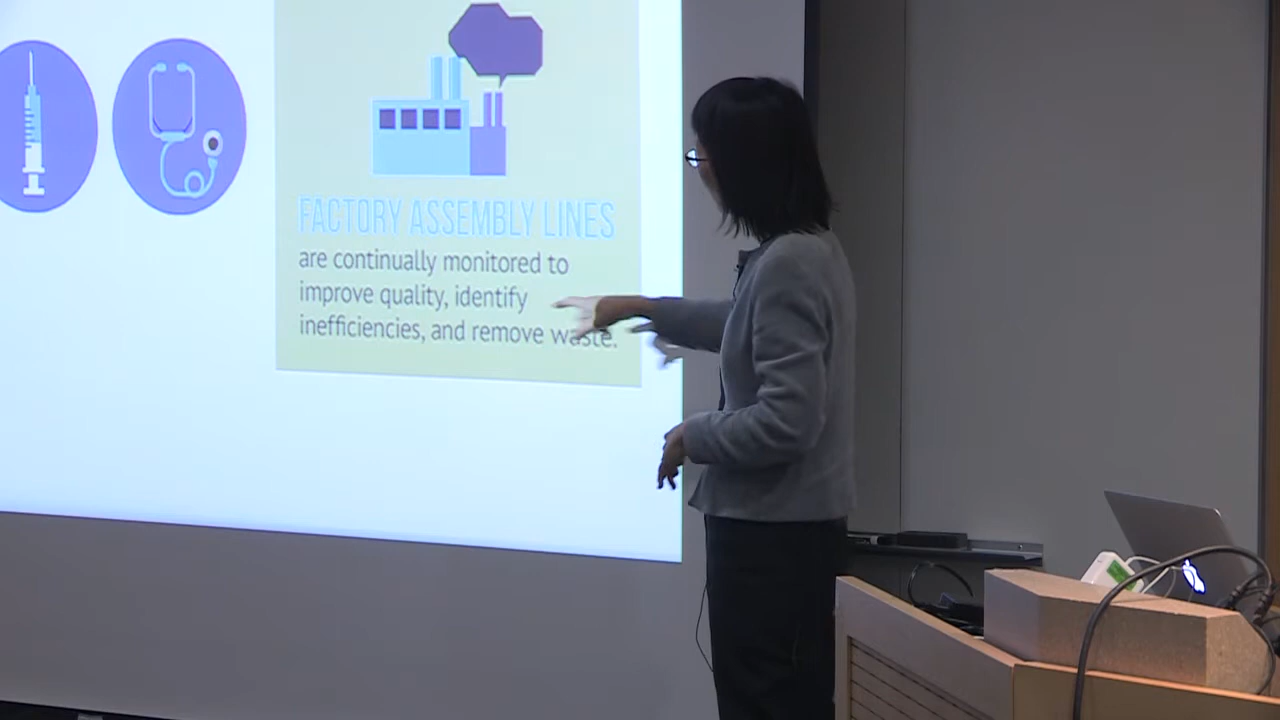 FACTORY ASSEMBLY LINES
are continually monitored to
improve quality, identify
inefficiencies, and remove waste.